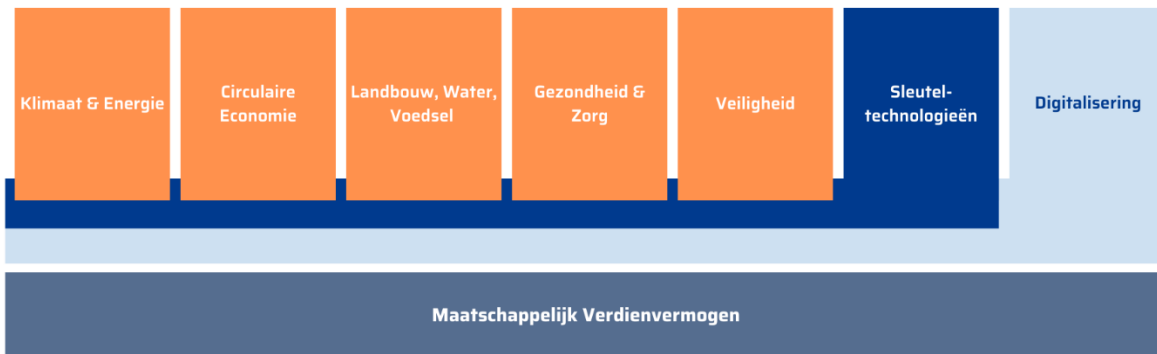 Klimaat & Energie
Circulaire
Economie
Landbouw, Water,
Voedsel
Gezondheid &
Zorg
Veiligheid
Sleutel-
technologieën
Digitalisering
Maatschappelijk Verdienvermogen